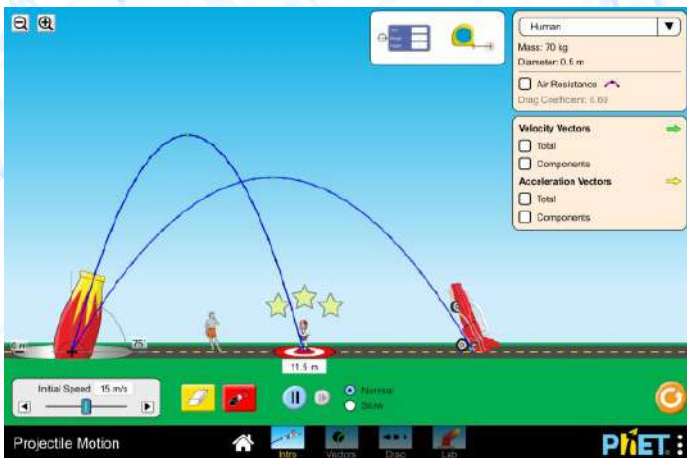 Human
Mass: 70 kg
Diameter: 0.5 m
Air Resistance
Drag Coefficient: 0.60
Velocity Vectors
Total
Components
Acceleration Vectors
Total
Components
0 m
75°
11.5 m
Initial Speed 15 m/s
Normal
Slow
Projectile Motion
Intro
Vectors
Drag
Lab
PhET